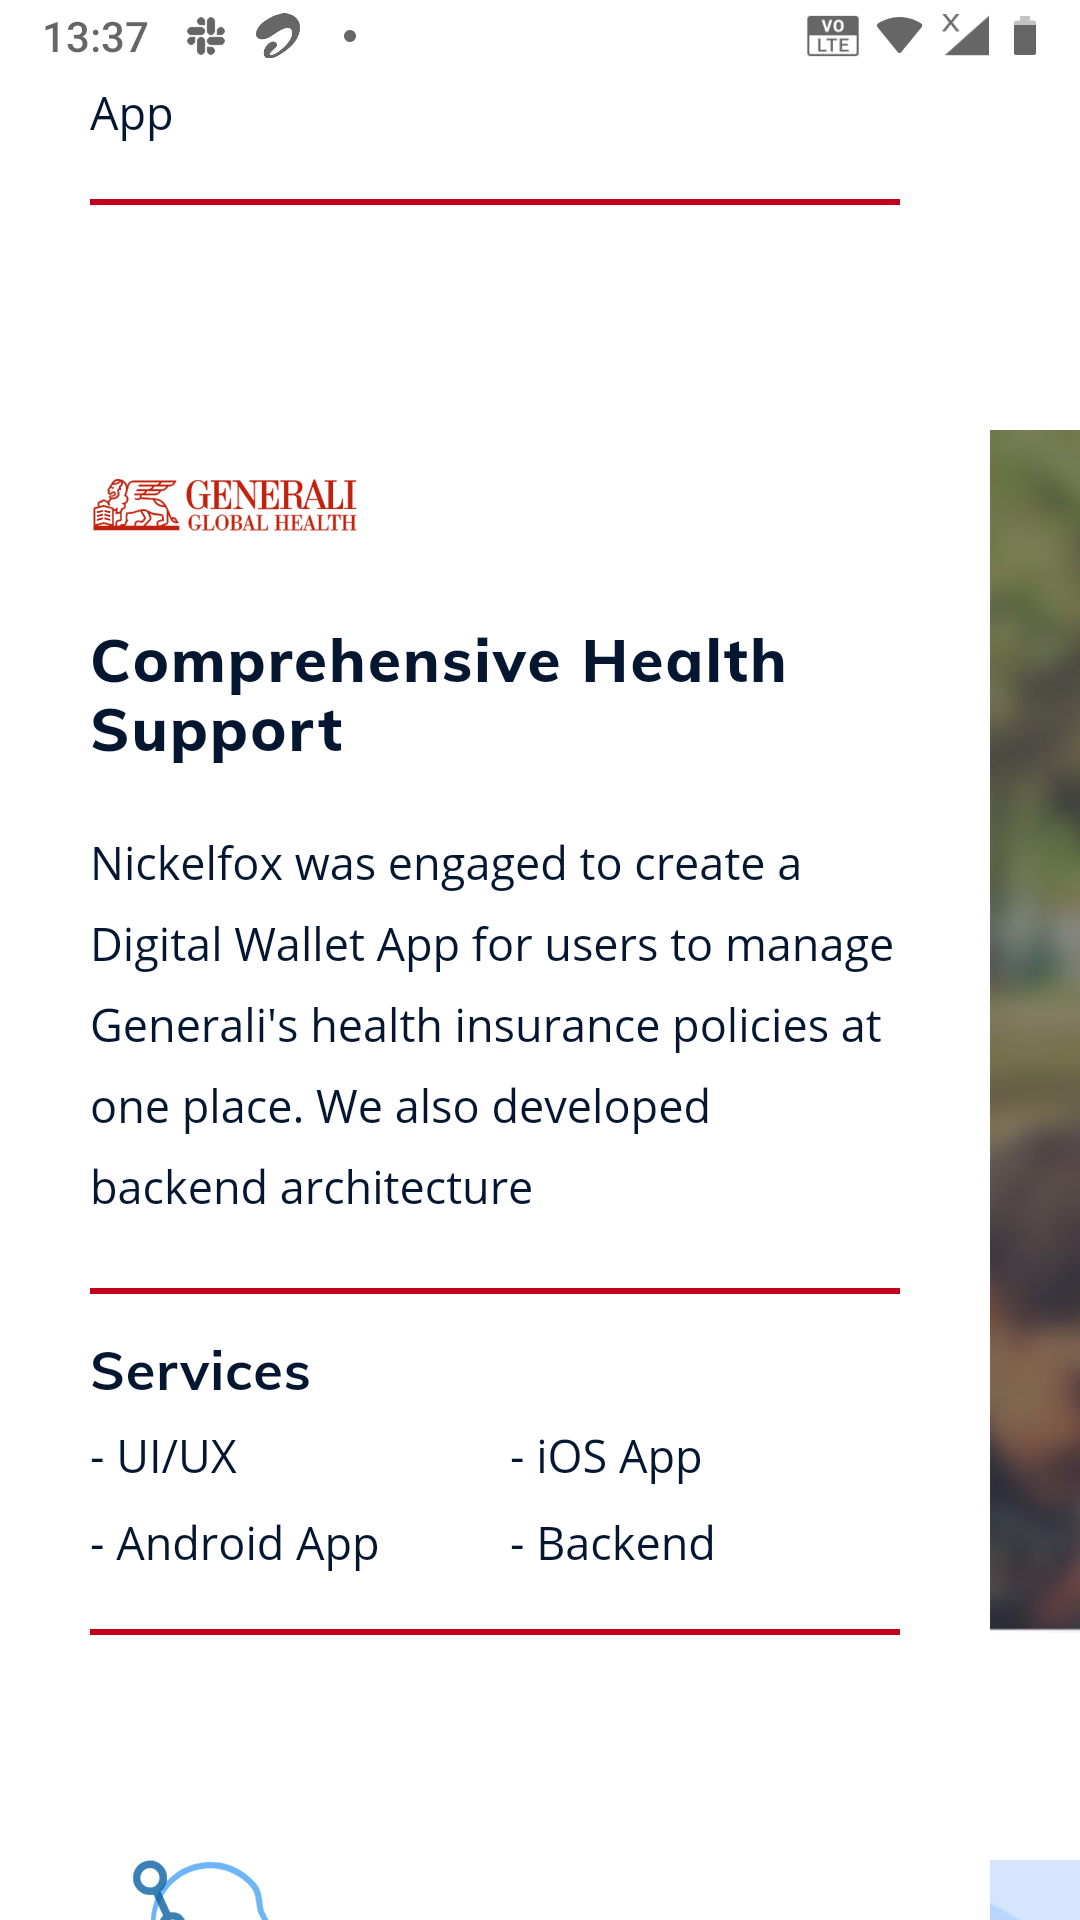 13:37
VO
LTE
X
App
GENERALI
GLOBAL HEALTH
Comprehensive Health
Support
Nickelfox was engaged to create a
Digital Wallet App for users to manage
Generali's health insurance policies at
one place. We also developed
backend architecture
Services
- UI/UX - iOS App
- Android App - Backend